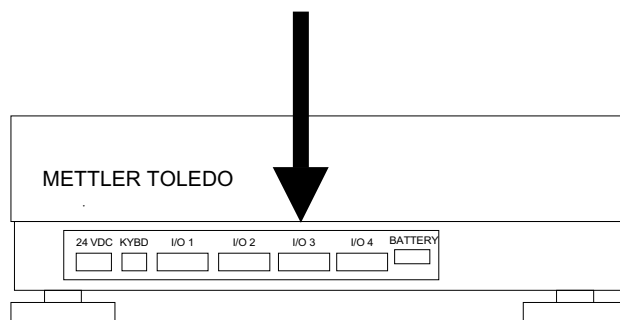 METTLER TOLEDO
24 VDC KYBD I/O 1 I/O 2 I/O 3 I/O 4 BATTERY